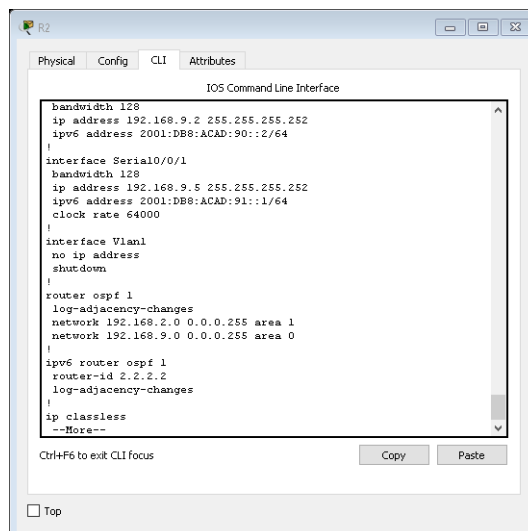 R2
Physical Config CLI Attributes
IOS Command Line Interface
bandwidth 128
ip address 192.168.9.2 255.255.255.252
ipv6 address 2001:DB8:ACAD:90::2/64
!
interface Serial0/0/1
bandwidth 128
ip address 192.168.9.5 255.255.255.252
ipv6 address 2001:DB8:ACAD:91::1/64
clock rate 64000
!
interface Vlan1
no ip address
shutdown
!
router ospf 1
log-adjacency-changes
network 192.168.2.0 0.0.0.255 area 1
network 192.168.9.0 0.0.0.255 area 0
!
ipv6 router ospf 1
router-id 2.2.2.2
log-adjacency-changes
!
ip classless
--More--
Ctrl+F6 to exit CLI focus
Copy Paste
Top